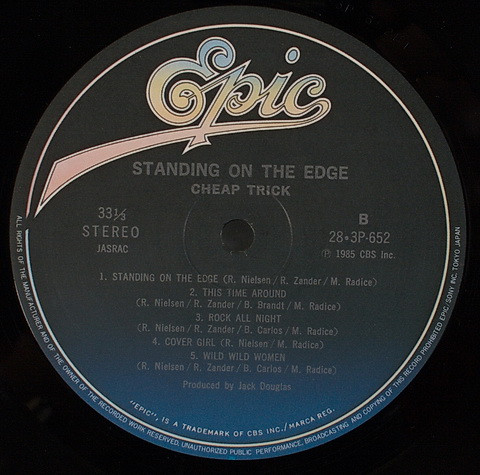 Epic
STANDING ON THE EDGE
CHEAP TRICK
33⅓
STEREO
JASRAC
B
28・3P-652
Ⓟ 1985 CBS Inc.
1. STANDING ON THE EDGE (R. Nielsen/R. Zander/M. Radice)
2. THIS TIME AROUND
(R. Nielsen/R. Zander/B. Brandt/M. Radice)
3. ROCK ALL NIGHT
(R. Nielsen/R. Zander/B. Carlos/M. Radice)
4. COVER GIRL (R. Nielsen/R. Zander/M. Radice)
5. WILD WILD WOMEN
(R. Nielsen/R. Zander/B. Carlos/M. Radice)
Produced by Jack Douglas
"EPIC", IS A TRADEMARK OF CBS INC./MARCA REG.
ALL RIGHTS OF THE MANUFACTURER AND OF THE OWNER OF THE RECORDED WORK RESERVED. UNAUTHORIZED PUBLIC PERFORMANCE, BROADCASTING AND COPYING OF THIS RECORD PROHIBITED EPIC・SONY INC. TOKYO JAPAN